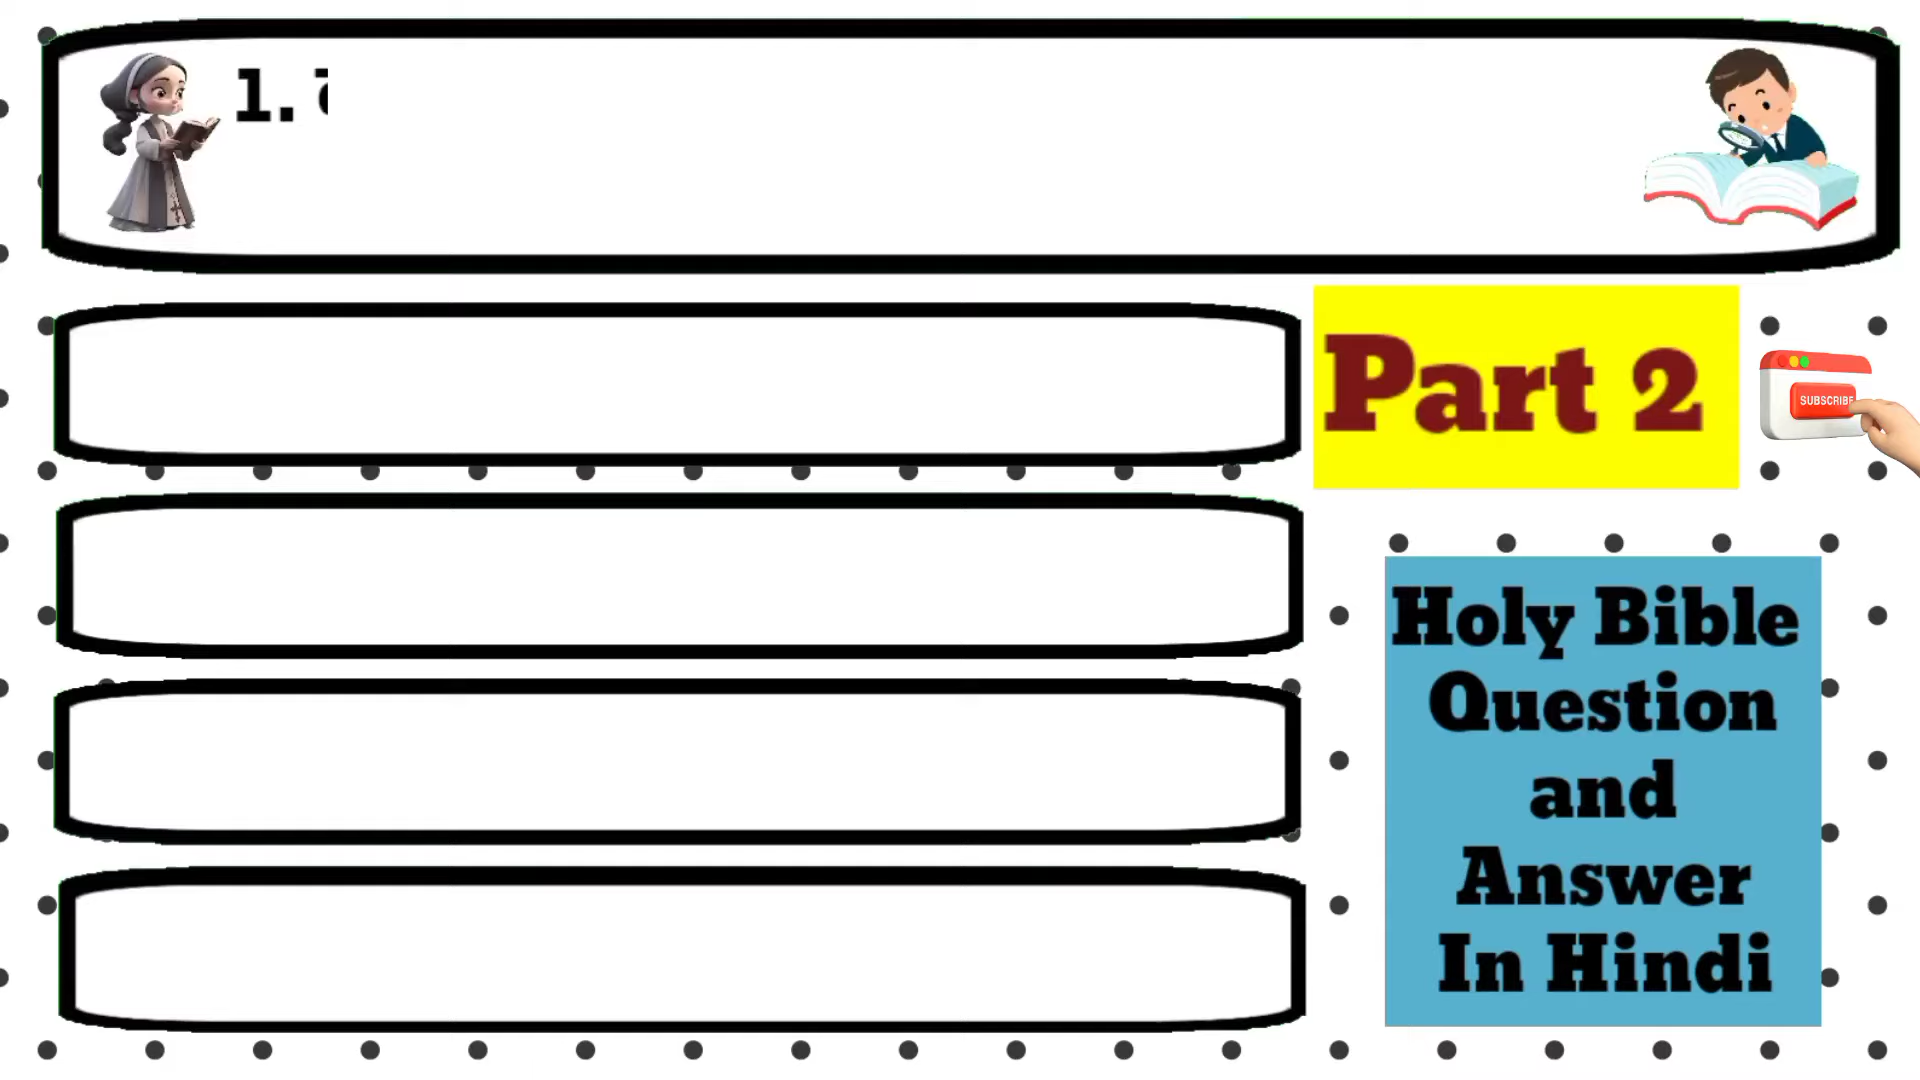 1.
Part 2
SUBSCRIBE
Holy Bible
Question
and
Answer
In Hindi